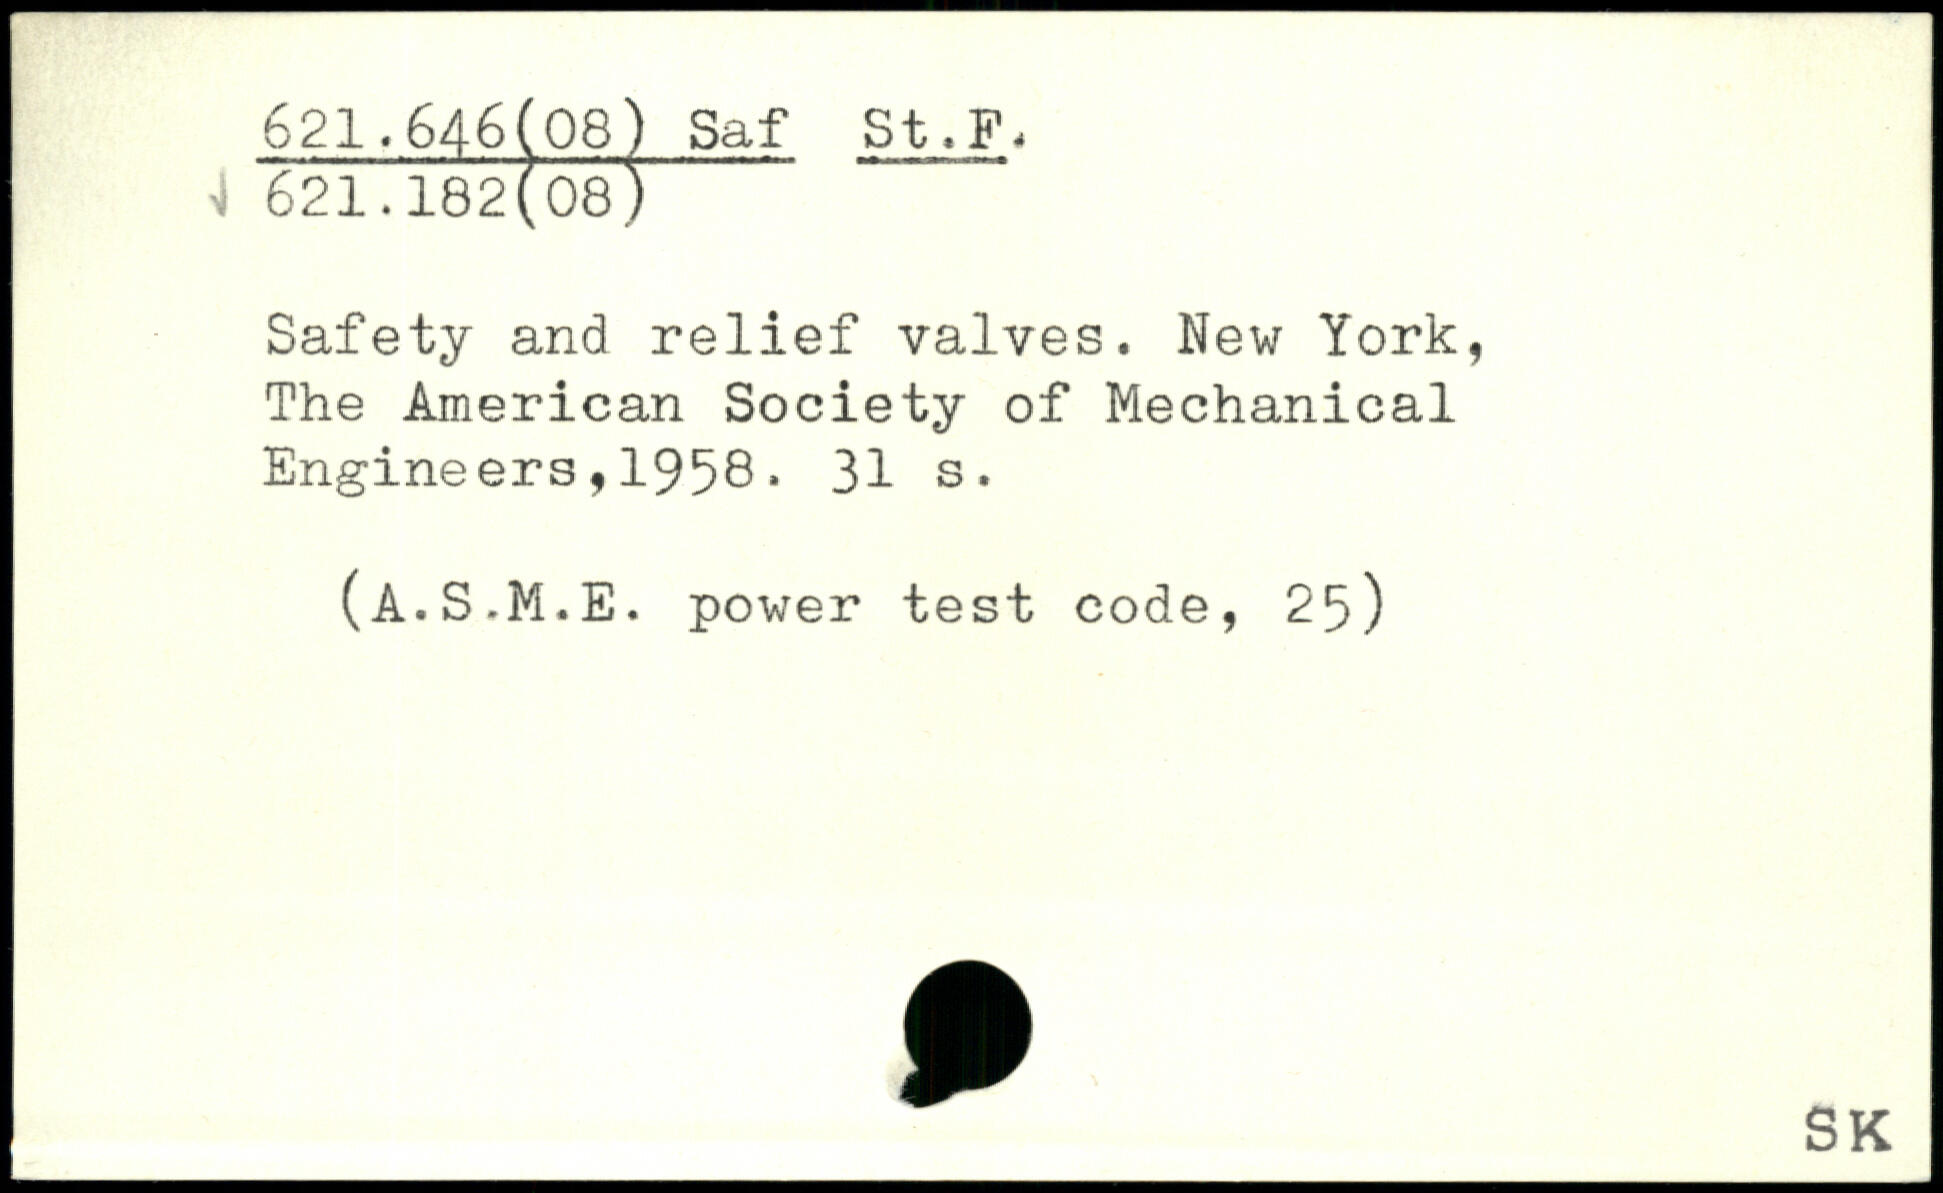 621.646(08) Saf St.F.
621.182(08)
Safety and relief valves. New York,
The American Society of Mechanical
Engineers,1958. 31 s.
(A.S.M.E. power test code, 25)
SK